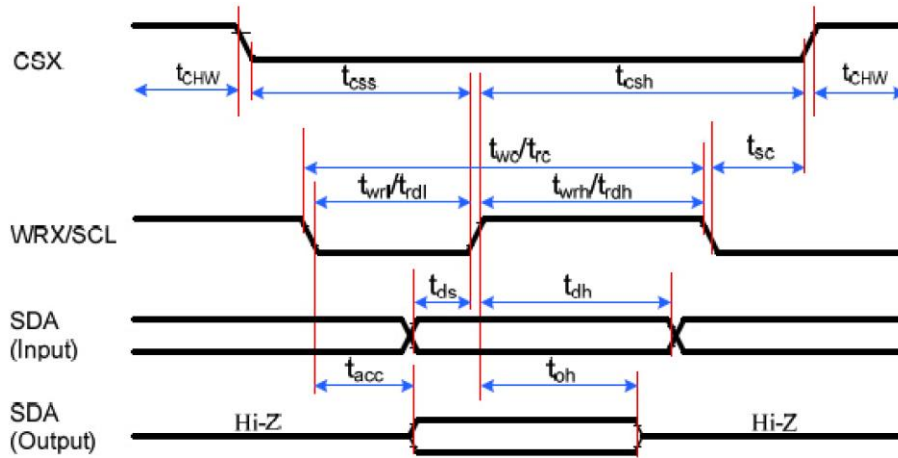 CSX
tCHW
tcss
tcsh
tCHW
twc/trc
tsc
twrl/trdl
twrh/trdh
WRX/SCL
tds
tdh
SDA
(Input)
tacc
toh
SDA
(Output)
Hi-Z
Hi-Z